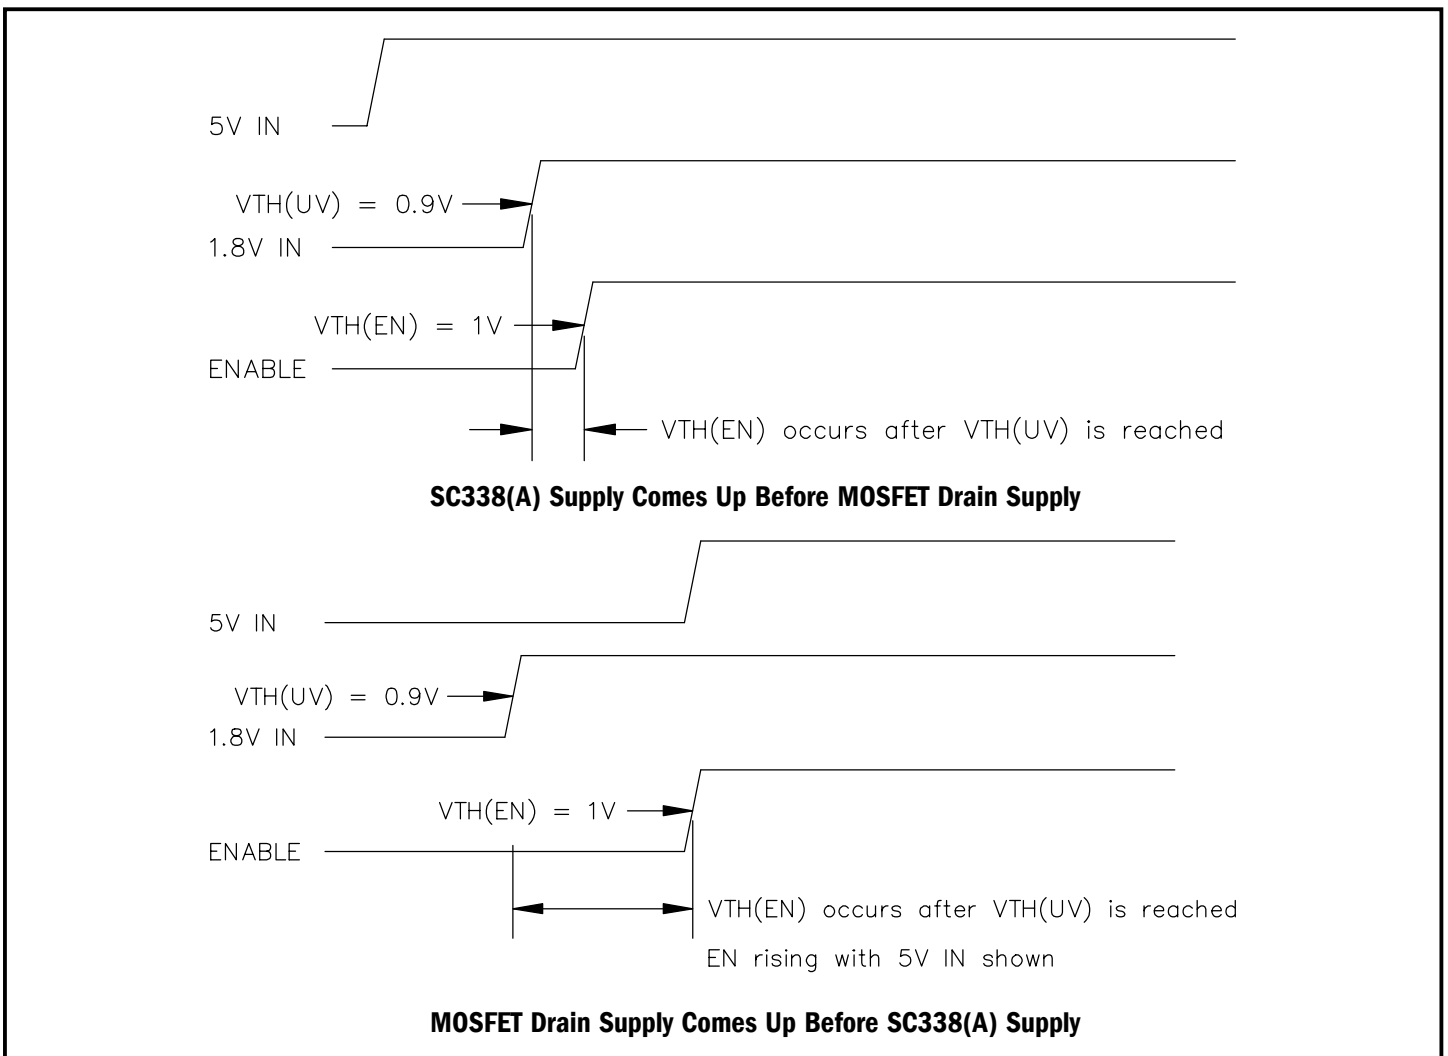 5V IN
VTH(UV) = 0.9V
1.8V IN
VTH(EN) = 1V
ENABLE
VTH(EN) occurs after VTH(UV) is reached
SC338(A) Supply Comes Up Before MOSFET Drain Supply
5V IN
VTH(UV) = 0.9V
1.8V IN
VTH(EN) = 1V
ENABLE
VTH(EN) occurs after VTH(UV) is reached
EN rising with 5V IN shown
MOSFET Drain Supply Comes Up Before SC338(A) Supply